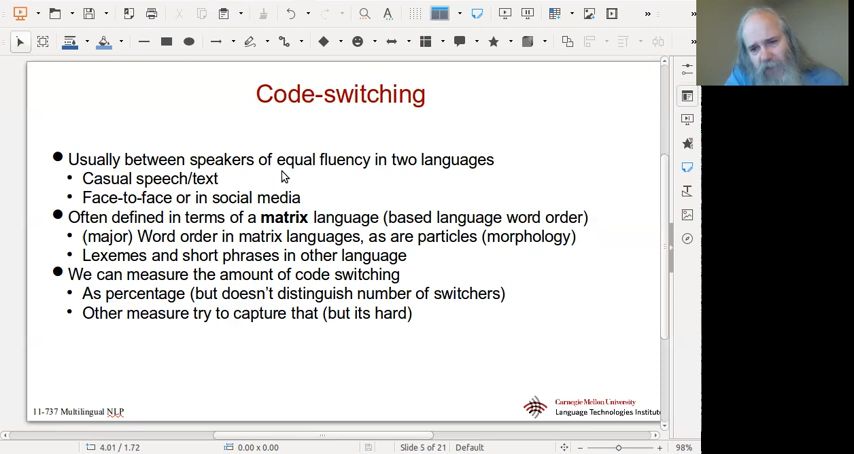 Code-switching
Usually between speakers of equal fluency in two languages
Casual speech/text
Face-to-face or in social media
Often defined in terms of a matrix language (based language word order)
(major) Word order in matrix languages, as are particles (morphology)
Lexemes and short phrases in other language
We can measure the amount of code switching
As percentage (but doesn't distinguish number of switchers)
Other measure try to capture that (but its hard)
11-737 Multilingual NLP
Carnegie Mellon University
Language Technologies Institute
4.01 / 1.72
0.00 x 0.00
Slide 5 of 21
Default
98%